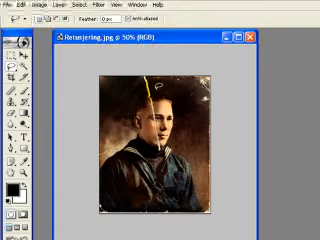 File Edit Image Layer Select Filter View Window Help
Feather: 0 px Anti-aliased
Retusjering.jpg @ 50% (RGB)